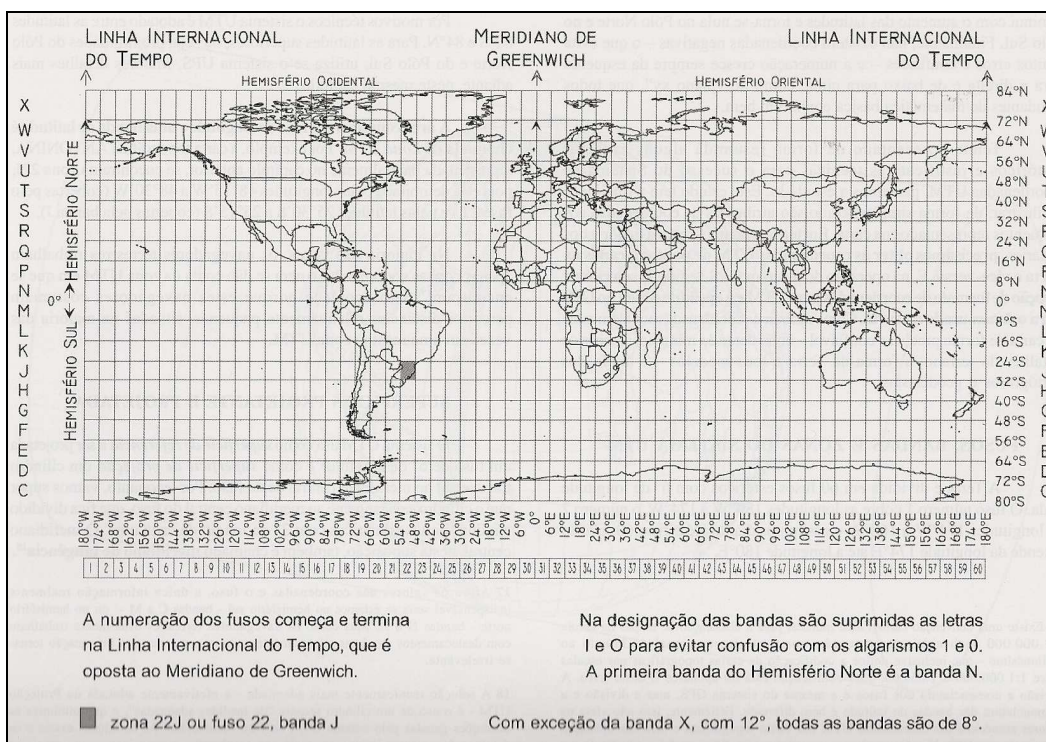 LINHA INTERNACIONAL
DO TEMPO
MERIDIANO DE
GREENWICH
LINHA INTERNACIONAL
DO TEMPO
HEMISFÉRIO OCIDENTAL
HEMISFÉRIO ORIENTAL
X
W
V
U
T
S
R
Q
P
N
M
L
K
J
H
G
F
E
D
C
HEMISFÉRIO NORTE
0°
HEMISFÉRIO SUL
84°N
72°N
64°N
56°N
48°N
40°N
32°N
24°N
16°N
8°N
0°
8°S
16°S
24°S
32°S
40°S
48°S
56°S
64°S
72°S
80°S
180°W 174°W 168°W 162°W 156°W 150°W 144°W 138°W 132°W 126°W 120°W 114°W 108°W 102°W 96°W 90°W 84°W 78°W 72°W 66°W 60°W 54°W 48°W 42°W 36°W 30°W 24°W 18°W 12°W 6°W 0° 6°E 12°E 18°E 24°E 30°E 36°E 42°E 48°E 54°E 60°E 66°E 72°E 78°E 84°E 90°E 96°E 102°E 108°E 114°E 120°E 126°E 132°E 138°E 144°E 150°E 156°E 162°E 168°E 174°E 180°E
1 2 3 4 5 6 7 8 9 10 11 12 13 14 15 16 17 18 19 20 21 22 23 24 25 26 27 28 29 30 31 32 33 34 35 36 37 38 39 40 41 42 43 44 45 46 47 48 49 50 51 52 53 54 55 56 57 58 59 60
A numeração dos fusos começa e termina
na Linha Internacional do Tempo, que é
oposta ao Meridiano de Greenwich.
Na designação das bandas são suprimidas as letras
I e O para evitar confusão com os algarismos 1 e 0.
A primeira banda do Hemisfério Norte é a banda N.
zona 22J ou fuso 22, banda J
Com exceção da banda X, com 12°, todas as bandas são de 8°.